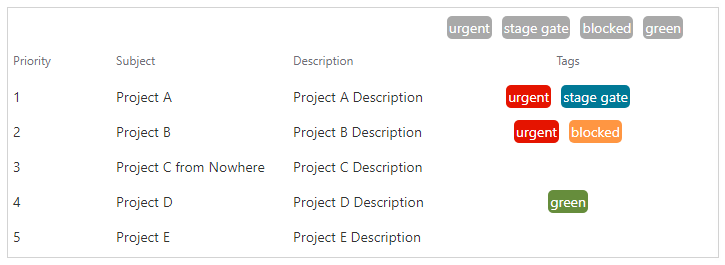 urgent stage gate blocked green
Priority Subject Description Tags
1 Project A Project A Description urgent stage gate
2 Project B Project B Description urgent blocked
3 Project C from Nowhere Project C Description
4 Project D Project D Description green
5 Project E Project E Description